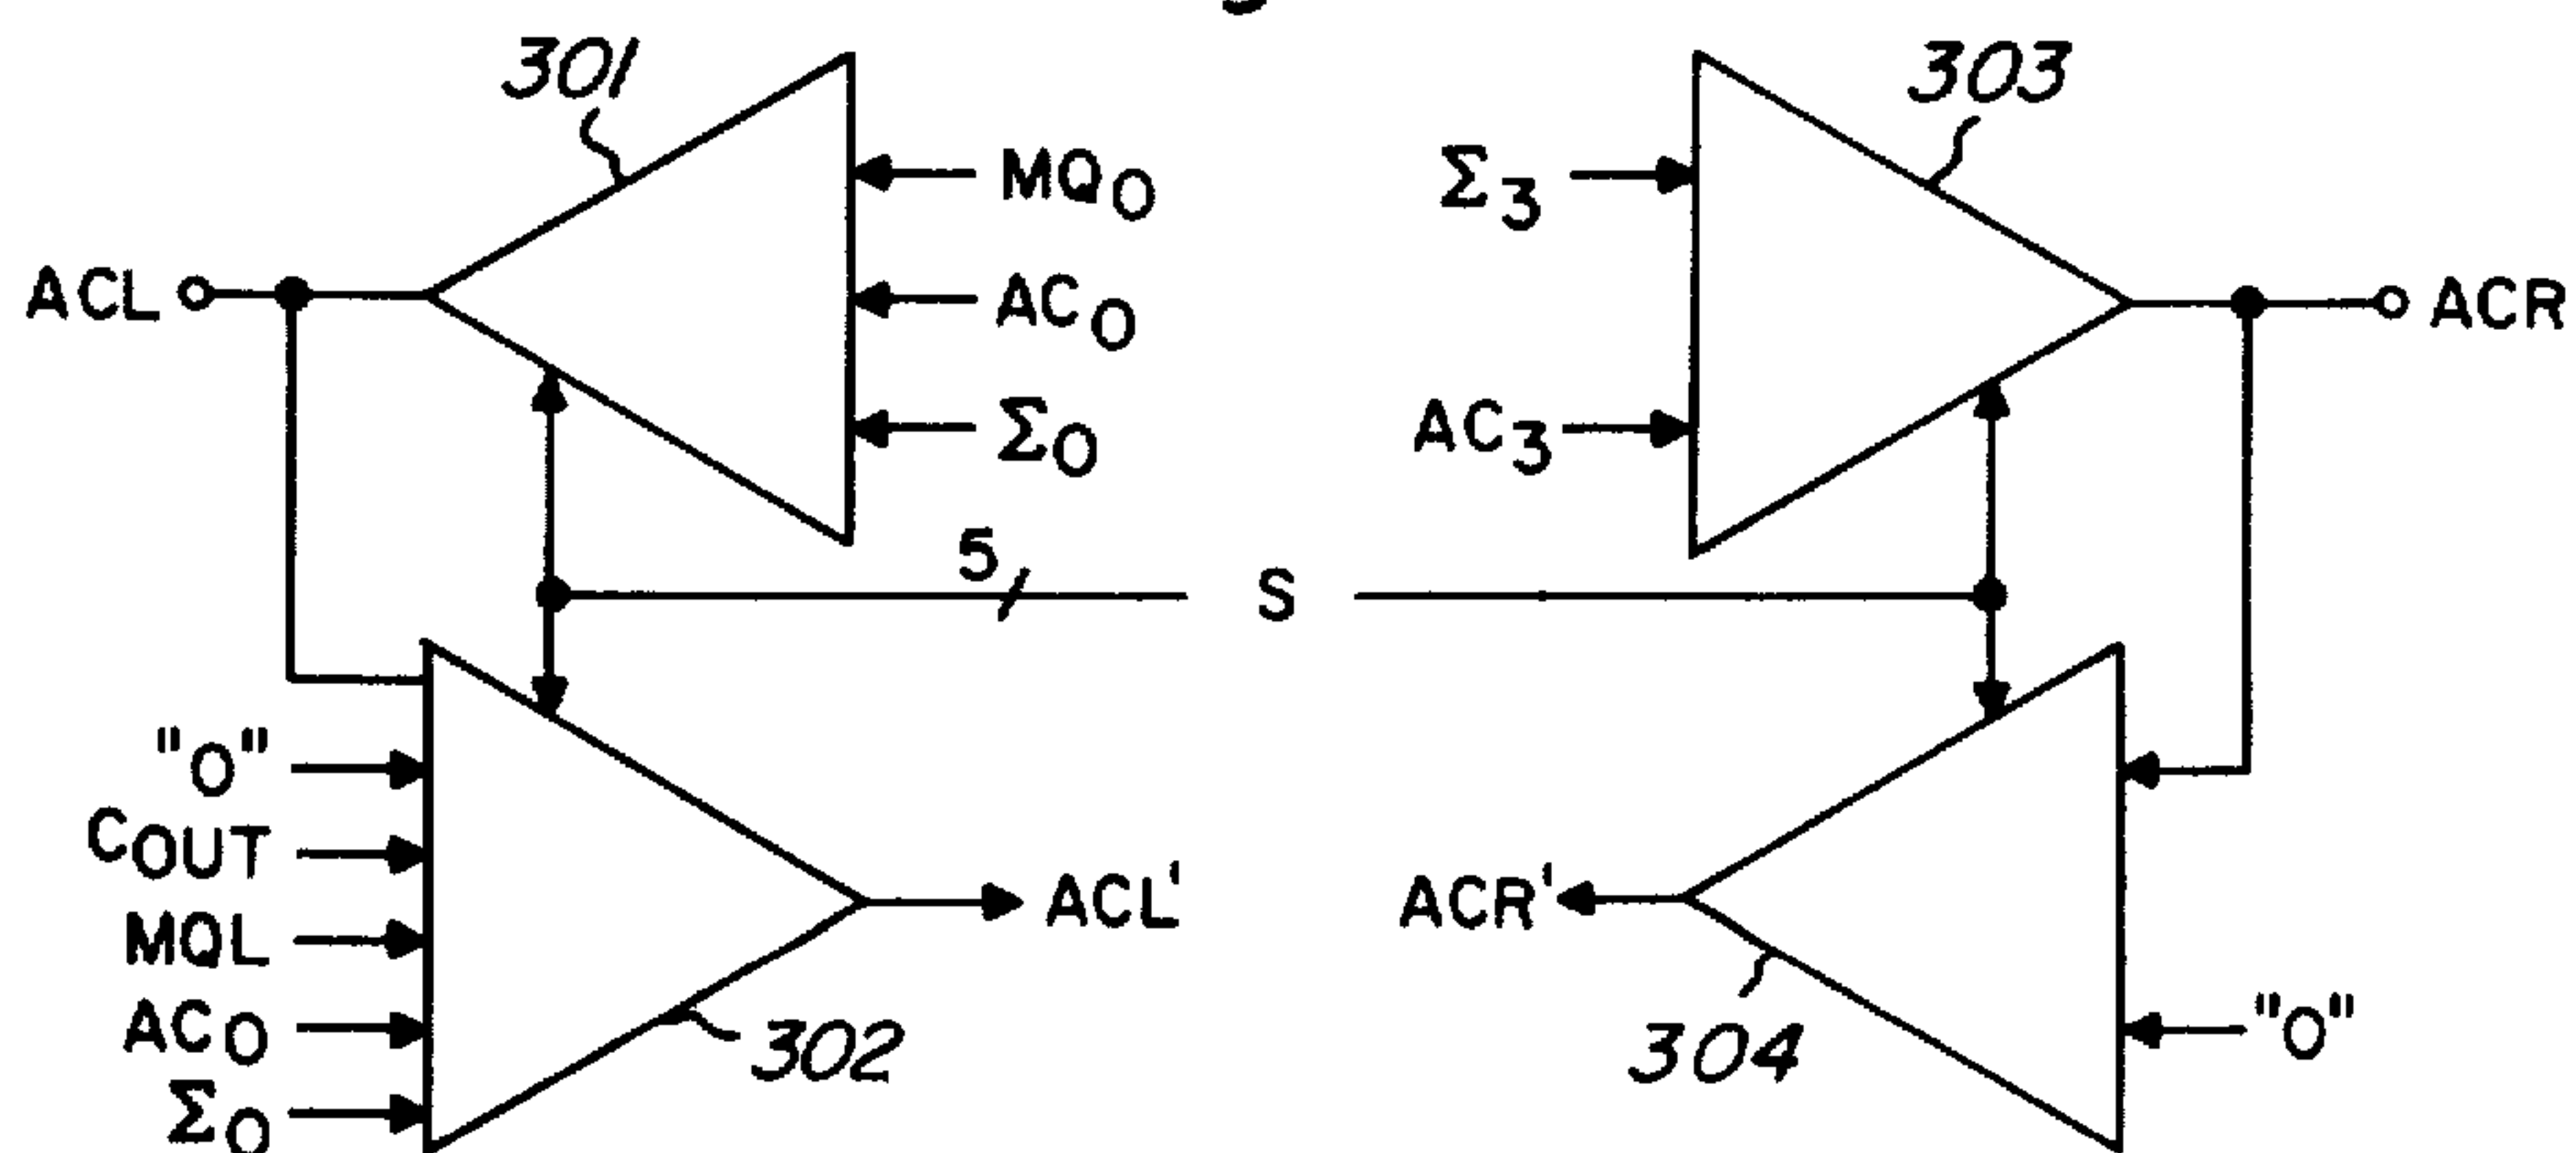 301
303
MQ0
Σ3
ACL
AC0
ACR
Σ0
AC3
5
S
"0"
COUT
MQL
ACL'
ACR'
AC0
"0"
302
304
Σ0